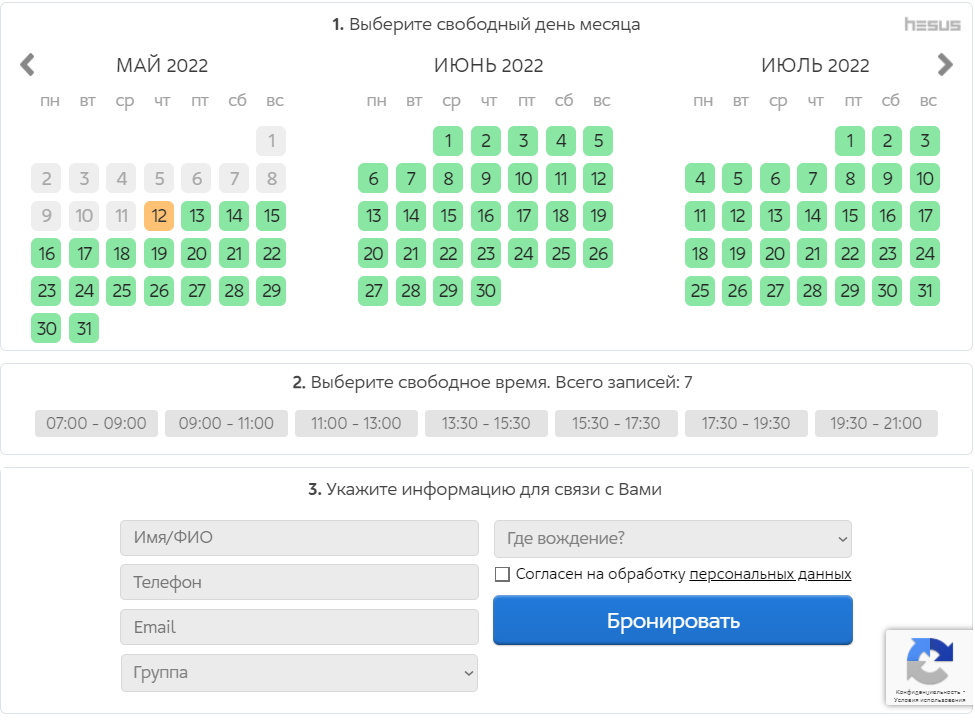 1. Выберите свободный день месяца
hesus
МАЙ 2022
пн вт ср чт пт сб вс
1
2 3 4 5 6 7 8
9 10 11 12 13 14 15
16 17 18 19 20 21 22
23 24 25 26 27 28 29
30 31
ИЮНЬ 2022
пн вт ср чт пт сб вс
1 2 3 4 5
6 7 8 9 10 11 12
13 14 15 16 17 18 19
20 21 22 23 24 25 26
27 28 29 30
ИЮЛЬ 2022
пн вт ср чт пт сб вс
1 2 3
4 5 6 7 8 9 10
11 12 13 14 15 16 17
18 19 20 21 22 23 24
25 26 27 28 29 30 31
2. Выберите свободное время. Всего записей: 7
07:00 - 09:00 09:00 - 11:00 11:00 - 13:00 13:30 - 15:30 15:30 - 17:30 17:30 - 19:30 19:30 - 21:00
3. Укажите информацию для связи с Вами
Имя/ФИО
Телефон
Email
Группа
Где вождение?
Согласен на обработку персональных данных
Бронировать
Конфиденциальность -
Условия использования